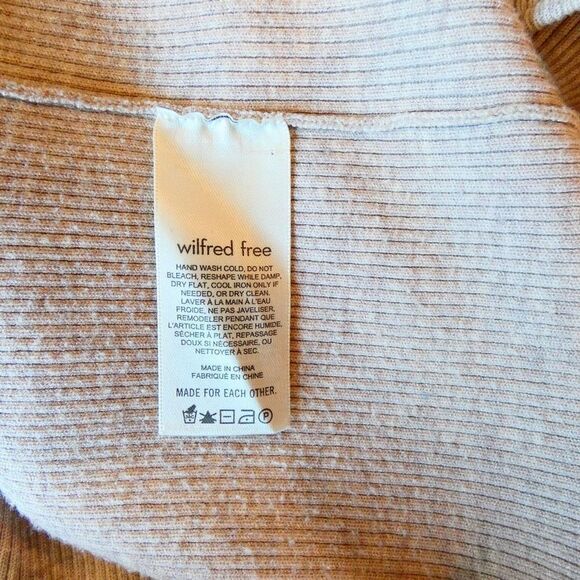 wilfred free
HAND WASH COLD, DO NOT
BLEACH, RESHAPE WHILE DAMP,
DRY FLAT, COOL IRON ONLY IF
NEEDED, OR DRY CLEAN.
LAVER À LA MAIN À L'EAU
FROIDE, NE PAS JAVELISER,
REMODELER PENDANT QUE
L'ARTICLE EST ENCORE HUMIDE,
SÉCHER À PLAT, REPASSAGE
DOUX SI NÉCESSAIRE, OU
NETTOYER À SEC.
MADE IN CHINA
FABRIQUÉ EN CHINE
MADE FOR EACH OTHER.
P